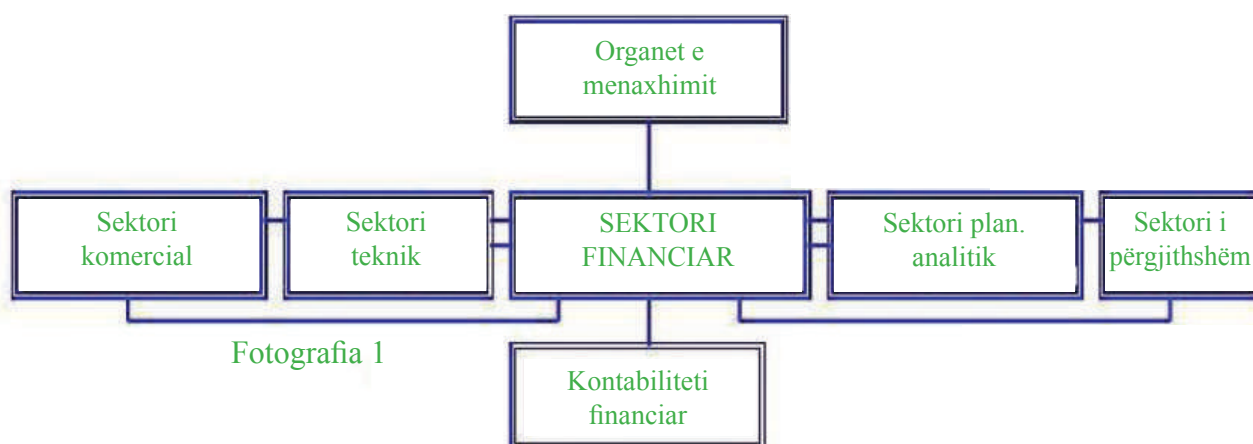 Organet e
menaxhimit
Sektori
komercial
Sektori
teknik
SEKTORI
FINANCIAR
Sektori plan.
analitik
Sektori i
përgjithshëm
Fotografia 1
Kontabiliteti
financiar